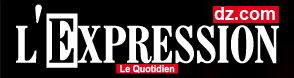 dz.com
L'EXPRESSION
Le Quotidien